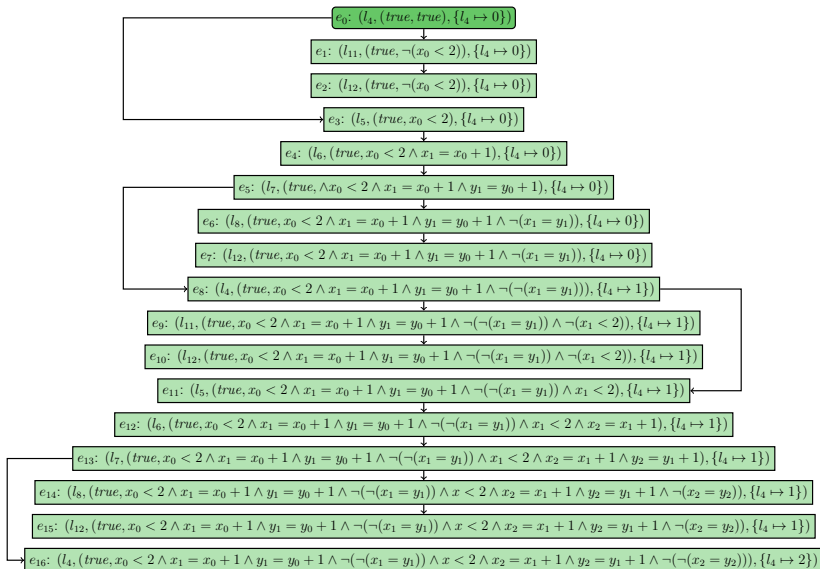 e₀: (l₄, (true, true), {l₄ ↦ 0})
e₁: (l₁₁, (true, ¬(x₀ < 2)), {l₄ ↦ 0})
e₂: (l₁₂, (true, ¬(x₀ < 2)), {l₄ ↦ 0})
e₃: (l₅, (true, x₀ < 2), {l₄ ↦ 0})
e₄: (l₆, (true, x₀ < 2 ∧ x₁ = x₀ + 1), {l₄ ↦ 0})
e₅: (l₇, (true, ∧x₀ < 2 ∧ x₁ = x₀ + 1 ∧ y₁ = y₀ + 1), {l₄ ↦ 0})
e₆: (l₈, (true, x₀ < 2 ∧ x₁ = x₀ + 1 ∧ y₁ = y₀ + 1 ∧ ¬(x₁ = y₁)), {l₄ ↦ 0})
e₇: (l₁₂, (true, x₀ < 2 ∧ x₁ = x₀ + 1 ∧ y₁ = y₀ + 1 ∧ ¬(x₁ = y₁)), {l₄ ↦ 0})
e₈: (l₄, (true, x₀ < 2 ∧ x₁ = x₀ + 1 ∧ y₁ = y₀ + 1 ∧ ¬(¬(x₁ = y₁))), {l₄ ↦ 1})
e₉: (l₁₁, (true, x₀ < 2 ∧ x₁ = x₀ + 1 ∧ y₁ = y₀ + 1 ∧ ¬(¬(x₁ = y₁)) ∧ ¬(x₁ < 2)), {l₄ ↦ 1})
e₁₀: (l₁₂, (true, x₀ < 2 ∧ x₁ = x₀ + 1 ∧ y₁ = y₀ + 1 ∧ ¬(¬(x₁ = y₁)) ∧ ¬(x₁ < 2)), {l₄ ↦ 1})
e₁₁: (l₅, (true, x₀ < 2 ∧ x₁ = x₀ + 1 ∧ y₁ = y₀ + 1 ∧ ¬(¬(x₁ = y₁)) ∧ x₁ < 2), {l₄ ↦ 1})
e₁₂: (l₆, (true, x₀ < 2 ∧ x₁ = x₀ + 1 ∧ y₁ = y₀ + 1 ∧ ¬(¬(x₁ = y₁)) ∧ x₁ < 2 ∧ x₂ = x₁ + 1), {l₄ ↦ 1})
e₁₃: (l₇, (true, x₀ < 2 ∧ x₁ = x₀ + 1 ∧ y₁ = y₀ + 1 ∧ ¬(¬(x₁ = y₁)) ∧ x₁ < 2 ∧ x₂ = x₁ + 1 ∧ y₂ = y₁ + 1), {l₄ ↦ 1})
e₁₄: (l₈, (true, x₀ < 2 ∧ x₁ = x₀ + 1 ∧ y₁ = y₀ + 1 ∧ ¬(¬(x₁ = y₁)) ∧ x < 2 ∧ x₂ = x₁ + 1 ∧ y₂ = y₁ + 1 ∧ ¬(x₂ = y₂)), {l₄ ↦ 1})
e₁₅: (l₁₂, (true, x₀ < 2 ∧ x₁ = x₀ + 1 ∧ y₁ = y₀ + 1 ∧ ¬(¬(x₁ = y₁)) ∧ x < 2 ∧ x₂ = x₁ + 1 ∧ y₂ = y₁ + 1 ∧ ¬(x₂ = y₂)), {l₄ ↦ 1})
e₁₆: (l₄, (true, x₀ < 2 ∧ x₁ = x₀ + 1 ∧ y₁ = y₀ + 1 ∧ ¬(¬(x₁ = y₁)) ∧ x < 2 ∧ x₂ = x₁ + 1 ∧ y₂ = y₁ + 1 ∧ ¬(¬(x₂ = y₂))), {l₄ ↦ 2})